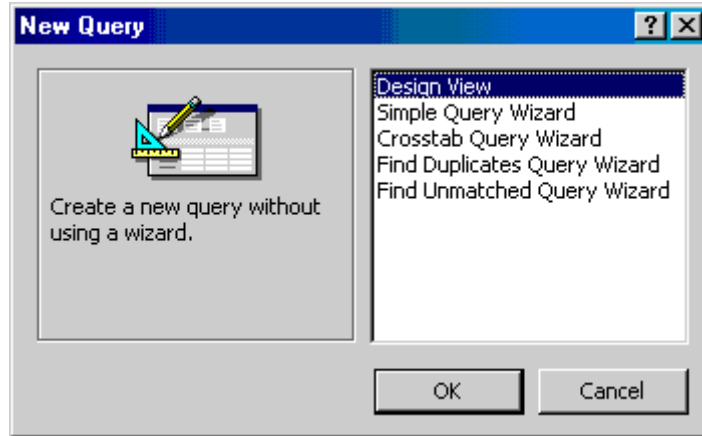 New Query
Create a new query without
using a wizard.
Design View
Simple Query Wizard
Crosstab Query Wizard
Find Duplicates Query Wizard
Find Unmatched Query Wizard
OK
Cancel